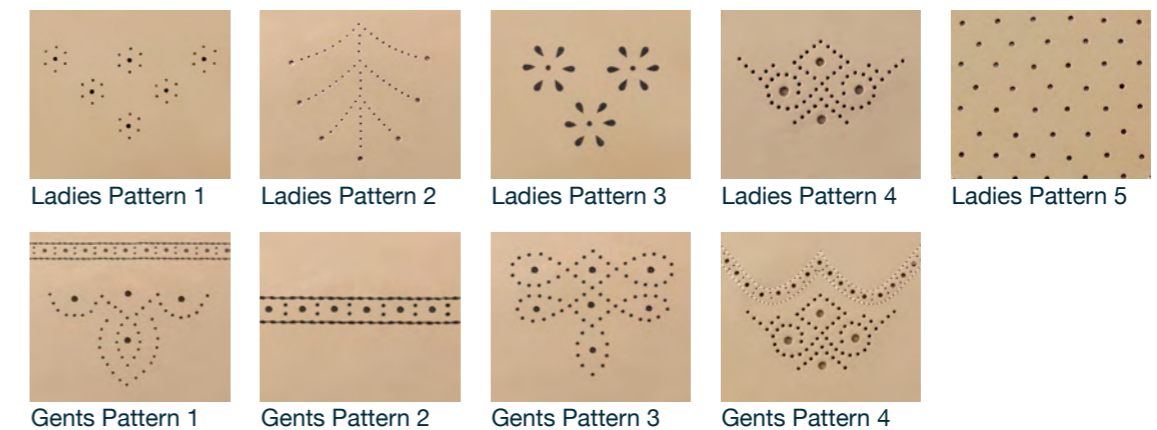 Ladies Pattern 1
Ladies Pattern 2
Ladies Pattern 3
Ladies Pattern 4
Ladies Pattern 5
Gents Pattern 1
Gents Pattern 2
Gents Pattern 3
Gents Pattern 4